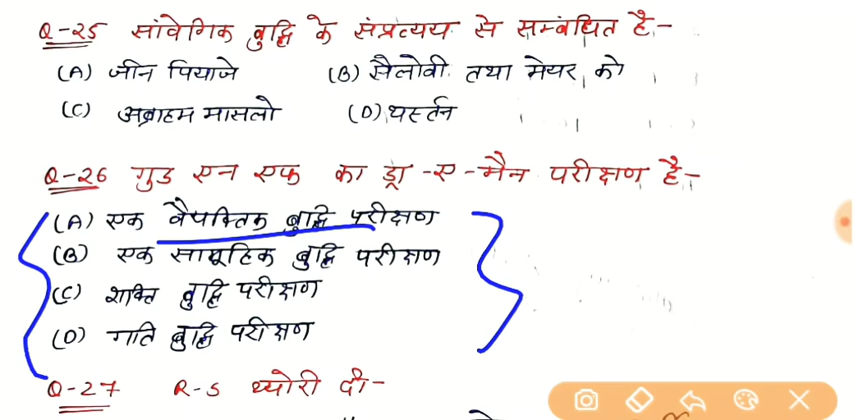 Q-25 सांवेगिक बुद्धि के संप्रत्यय से सम्बंधित है-
(A) जीन पियाजे (B) सैलोवी तथा मेयर को
(C) अब्राहम मासलो (D) थर्स्तन
Q-26 गुड एन एफ का ड्रा-ए-मैन परीक्षण है-
(A) एक वैयक्तिक बुद्धि परीक्षण
(B) एक सामूहिक बुद्धि परीक्षण
(C) शक्ति बुद्धि परीक्षण
(D) गति बुद्धि परीक्षण
Q-27 R-S थ्योरी दी-